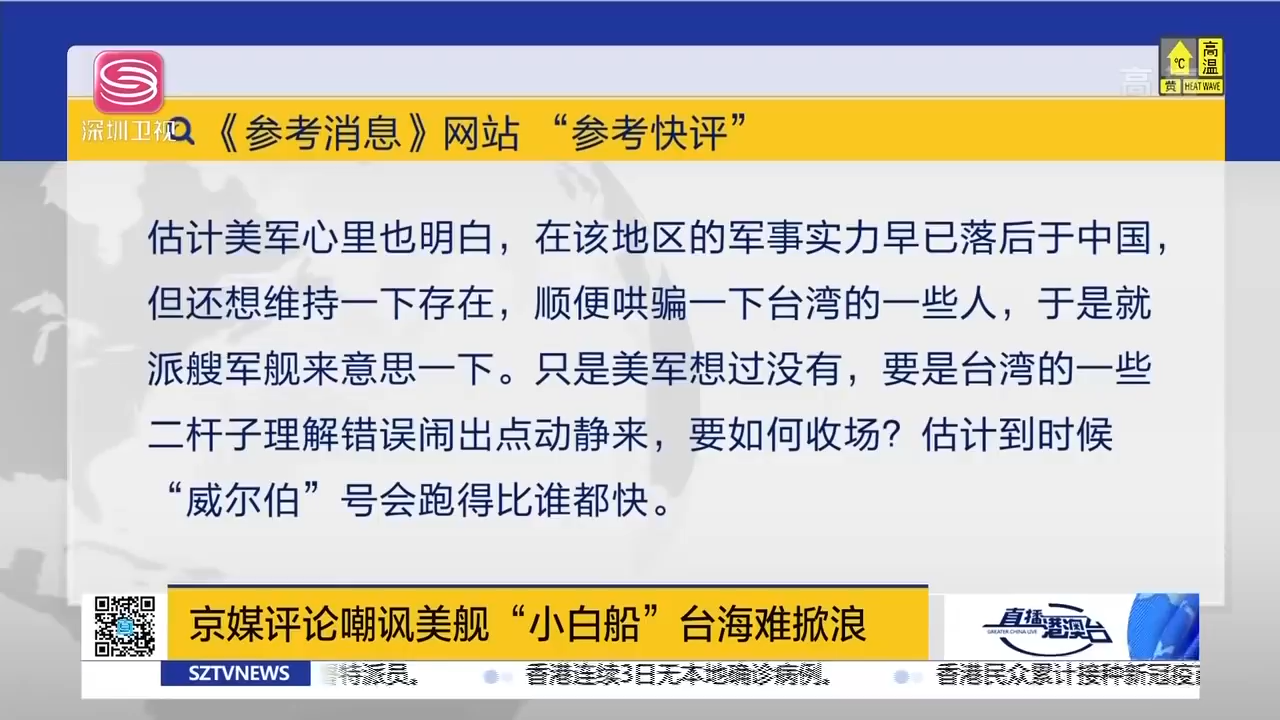 高温
℃
黄
HEAT WAVE
深圳卫视
《参考消息》网站 “参考快评”
估计美军心里也明白，在该地区的军事实力早已落后于中国，
但还想维持一下存在，顺便哄骗一下台湾的一些人，于是就
派艘军舰来意思一下。只是美军想过没有，要是台湾的一些
二杆子理解错误闹出点动静来，要如何收场？估计到时候
“威尔伯”号会跑得比谁都快。
京媒评论嘲讽美舰“小白船”台海难掀浪
直播港澳台
GREATER CHINA LIVE
SZTVNEWS
特派员。 香港连续3日无本地确诊病例。 香港民众累计接种新冠疫